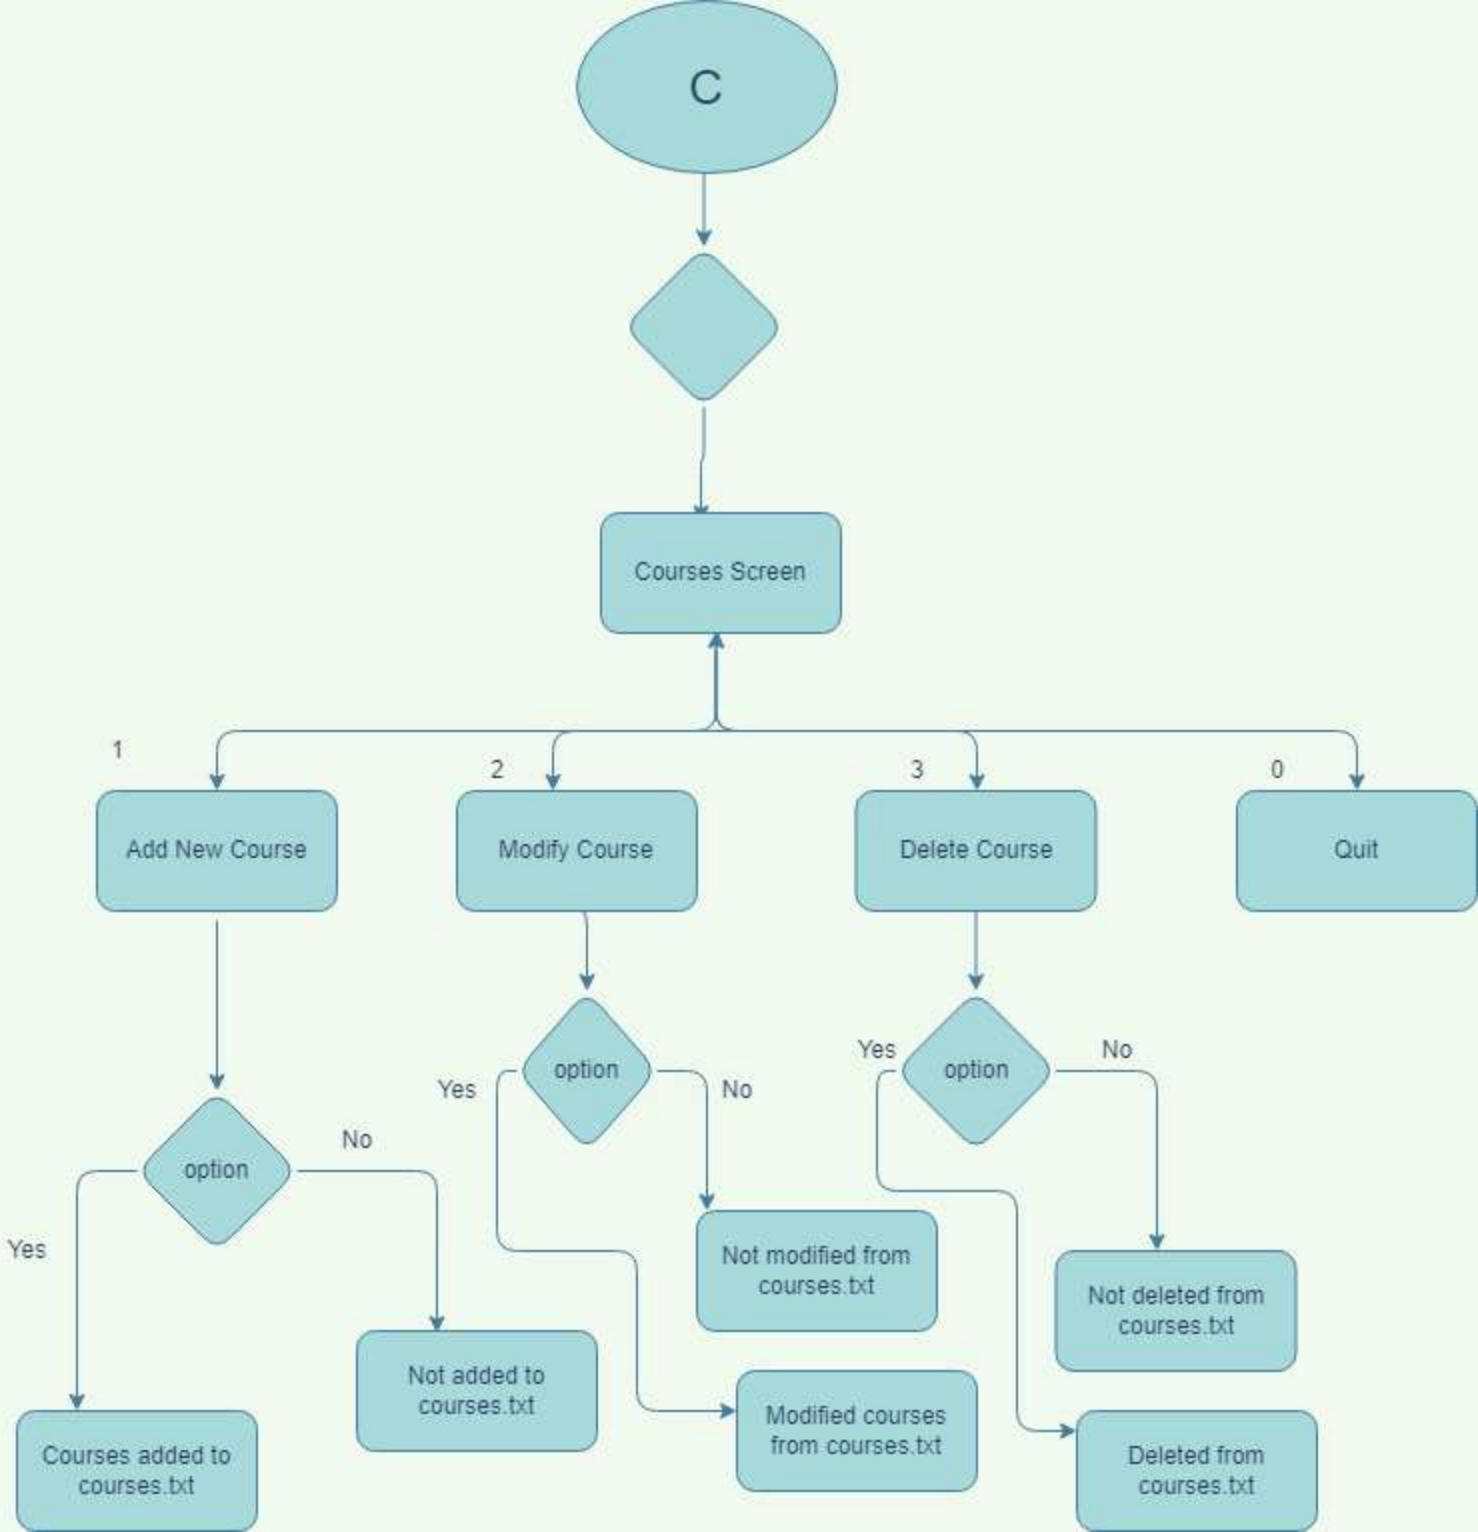 C
Courses Screen
1
2
3
0
Add New Course
Modify Course
Delete Course
Quit
option
Yes
No
option
Yes
No
option
Yes
No
Not modified from
courses.txt
Not deleted from
courses.txt
Not added to
courses.txt
Modified courses
from courses.txt
Courses added to
courses.txt
Deleted from
courses.txt